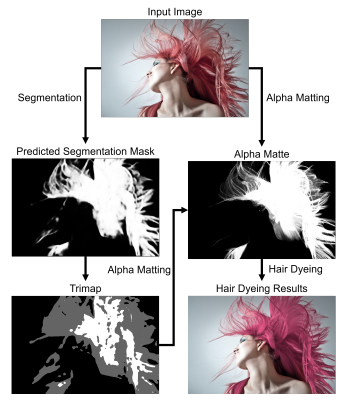 Input Image
Segmentation
Alpha Matting
Predicted Segmentation Mask
Alpha Matte
Alpha Matting
Hair Dyeing
Trimap
Hair Dyeing Results